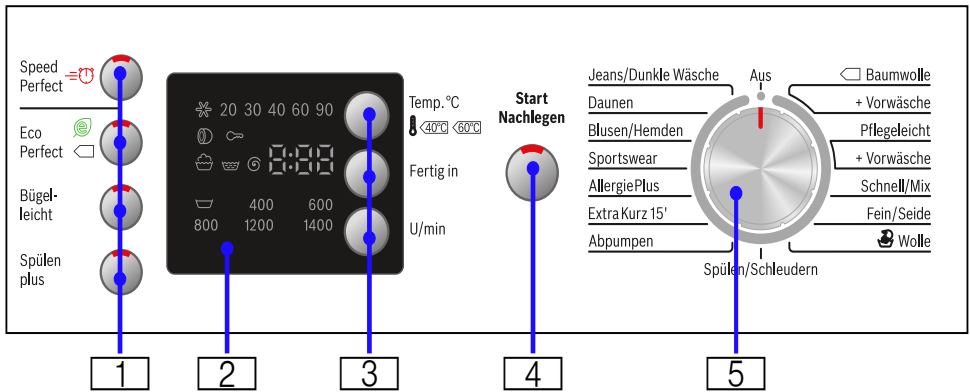 Speed
Perfect
Eco
Perfect
Bügel-
leicht
Spülen
plus
20 30 40 60 90
8:88
400 600
800 1200 1400
Temp. °C
40°C 60°C
Fertig in
U/min
Start
Nachlegen
Aus
Jeans/Dunkle Wäsche
Daunen
Blusen/Hemden
Sportswear
AllergiePlus
Extra Kurz 15'
Abpumpen
Spülen/Schleudern
Baumwolle
+ Vorwäsche
Pflegeleicht
+ Vorwäsche
Schnell/Mix
Fein/Seide
Wolle
1 2 3 4 5